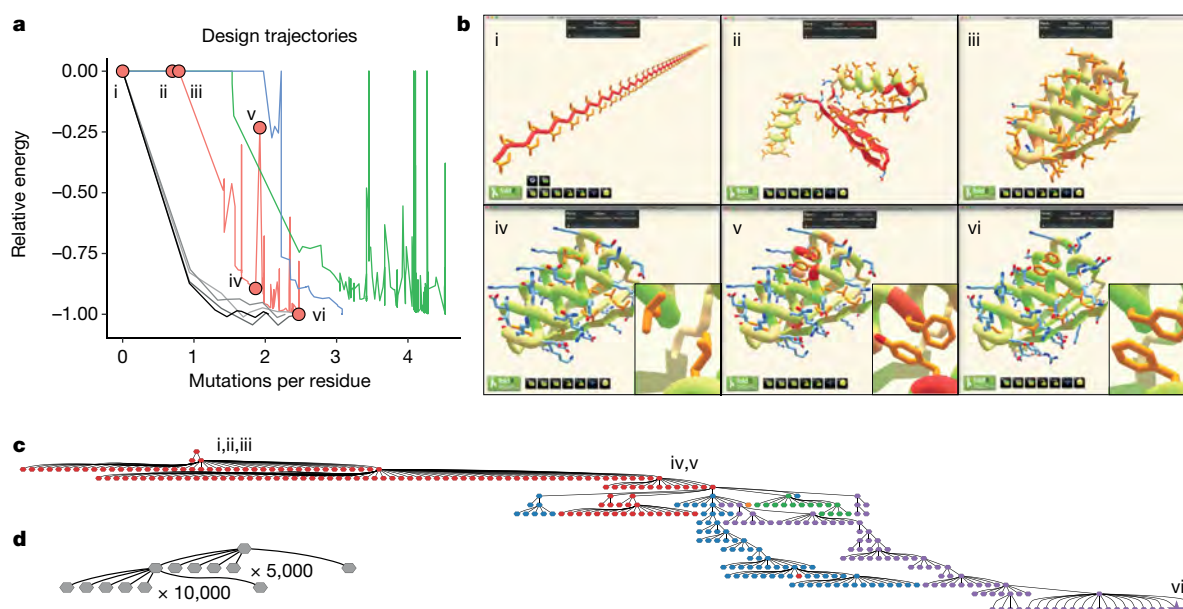 a
Design trajectories
Relative energy
0.00
−0.25
−0.50
−0.75
−1.00
i
ii
iii
iv
v
vi
0
1
2
3
4
Mutations per residue
b
i
ii
iii
iv
v
vi
c
i,ii,iii
iv,v
vi
d
× 5,000
× 10,000